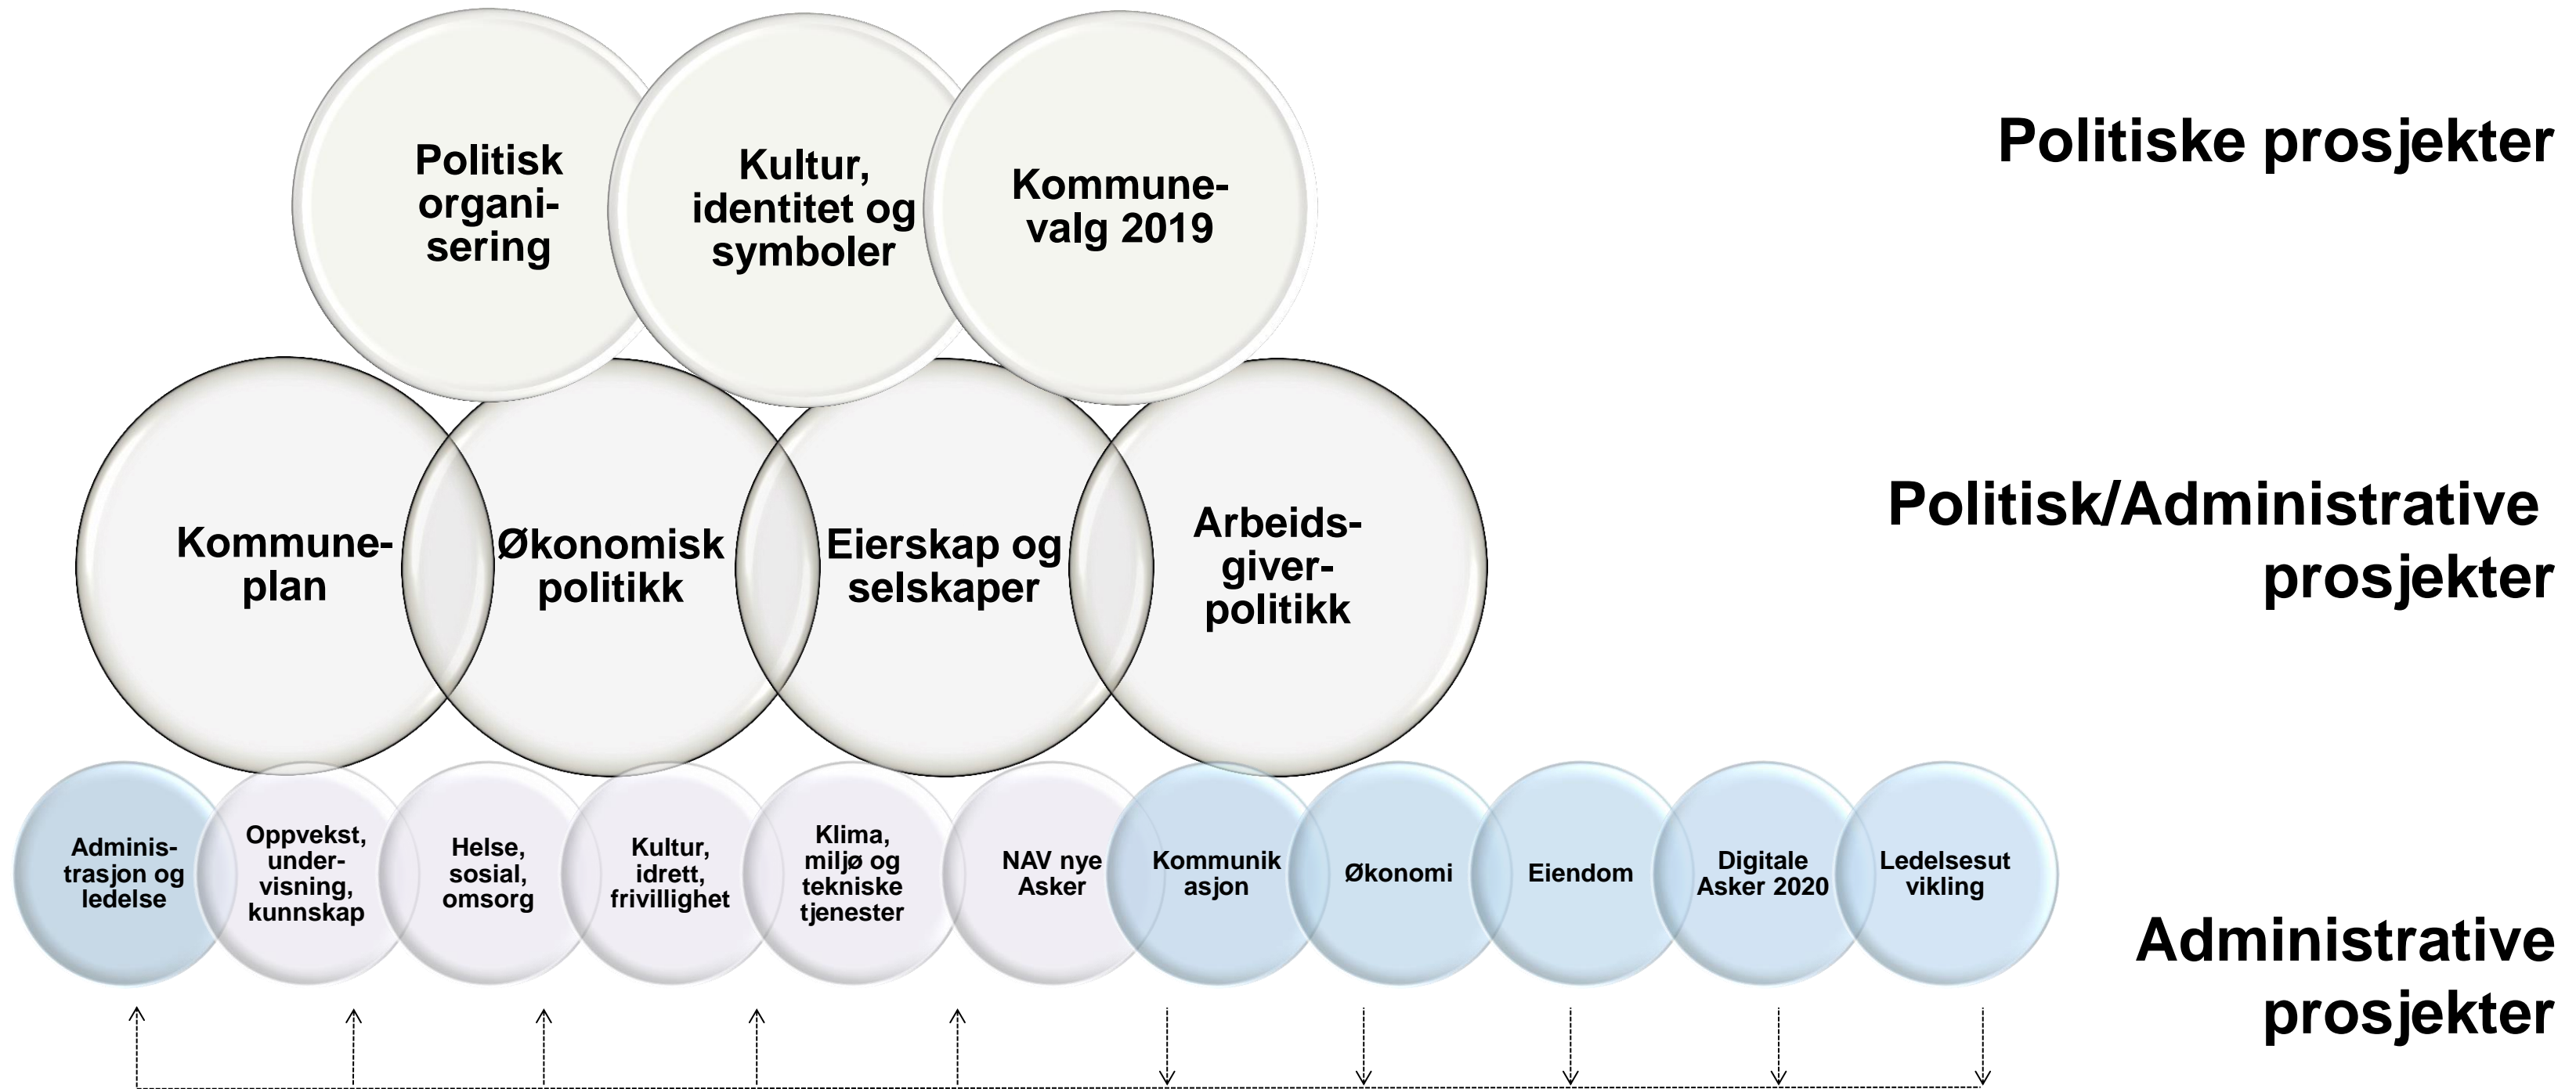 Politisk
organi-
sering
Kultur,
identitet og
symboler
Kommune-
valg 2019
Politiske prosjekter
Kommune-
plan
Økonomisk
politikk
Eierskap og
selskaper
Arbeids-
giver-
politikk
Politisk/Administrative
prosjekter
Adminis-
trasjon og
ledelse
Oppvekst,
under-
visning,
kunnskap
Helse,
sosial,
omsorg
Kultur,
idrett,
frivillighet
Klima,
miljø og
tekniske
tjenester
NAV nye
Asker
Kommunik
asjon
Økonomi
Eiendom
Digitale
Asker 2020
Ledelsesut
vikling
Administrative
prosjekter